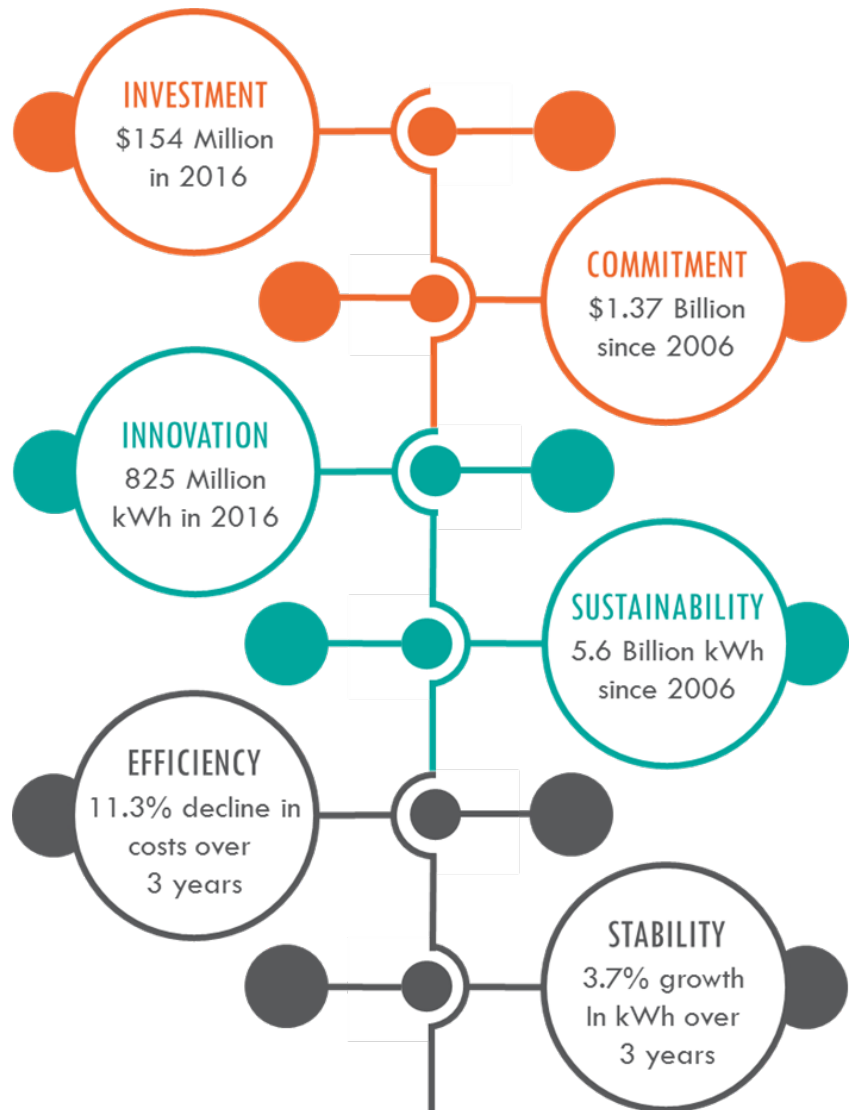 INVESTMENT
$154 Million
in 2016
COMMITMENT
$1.37 Billion
since 2006
INNOVATION
825 Million
kWh in 2016
SUSTAINABILITY
5.6 Billion kWh
since 2006
EFFICIENCY
11.3% decline in
costs over
3 years
STABILITY
3.7% growth
In kWh over
3 years